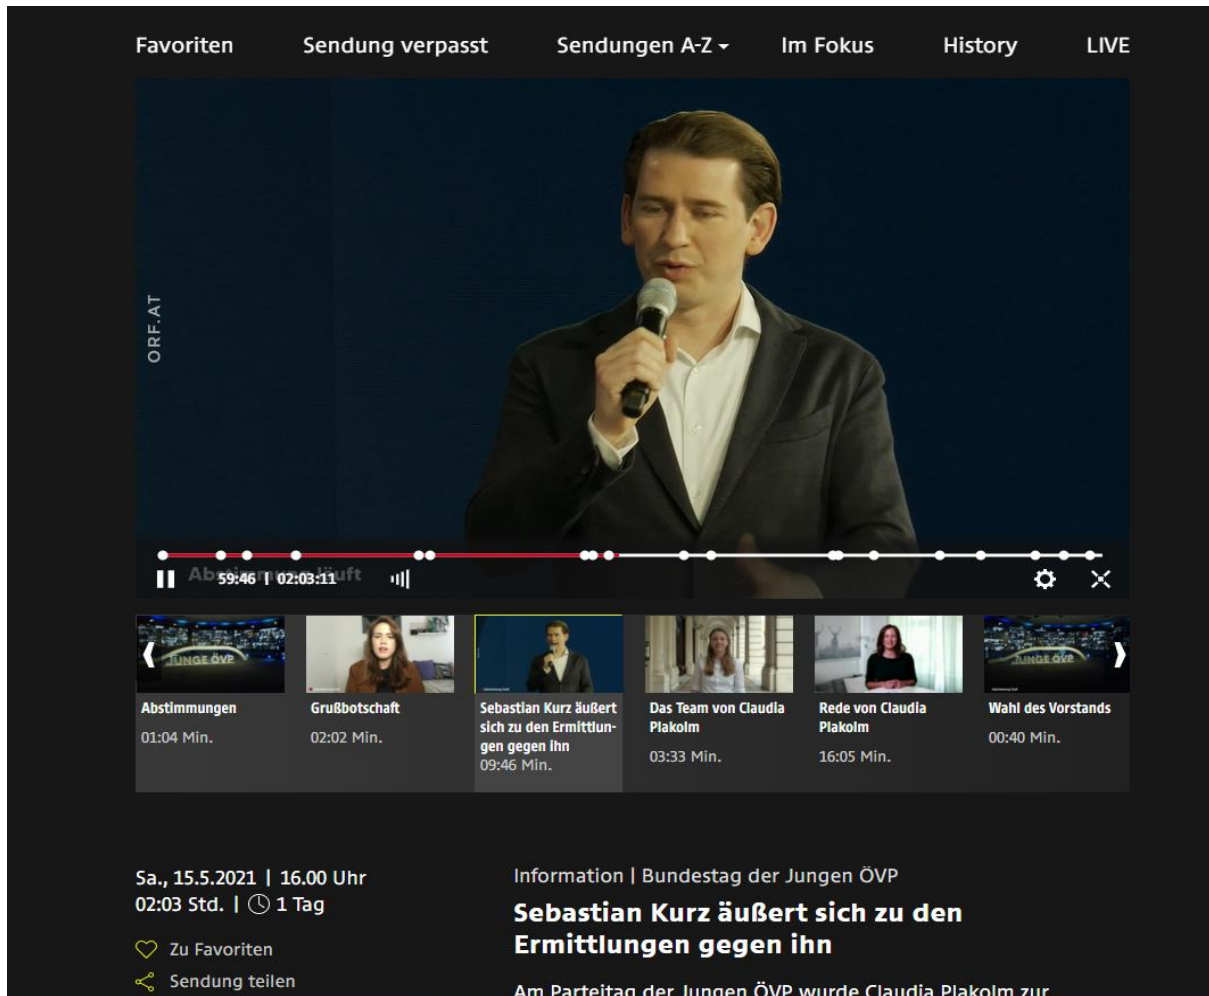 Favoriten Sendung verpasst Sendungen A-Z Im Fokus History LIVE
ORF.AT
Abstimmung läuft
59:46 | 02:03:11
JUNGE ÖVP
JUNGE ÖVP
Abstimmungen
01:04 Min.
Grußbotschaft
02:02 Min.
Sebastian Kurz äußert
sich zu den Ermittlun-
gen gegen ihn
09:46 Min.
Das Team von Claudia
Plakolm
03:33 Min.
Rede von Claudia
Plakolm
16:05 Min.
Wahl des Vorstands
00:40 Min.
Sa., 15.5.2021 | 16.00 Uhr
02:03 Std. | 1 Tag
Zu Favoriten
Sendung teilen
Information | Bundestag der Jungen ÖVP
Sebastian Kurz äußert sich zu den
Ermittlungen gegen ihn
Am Parteitag der Jungen ÖVP wurde Claudia Plakolm zur